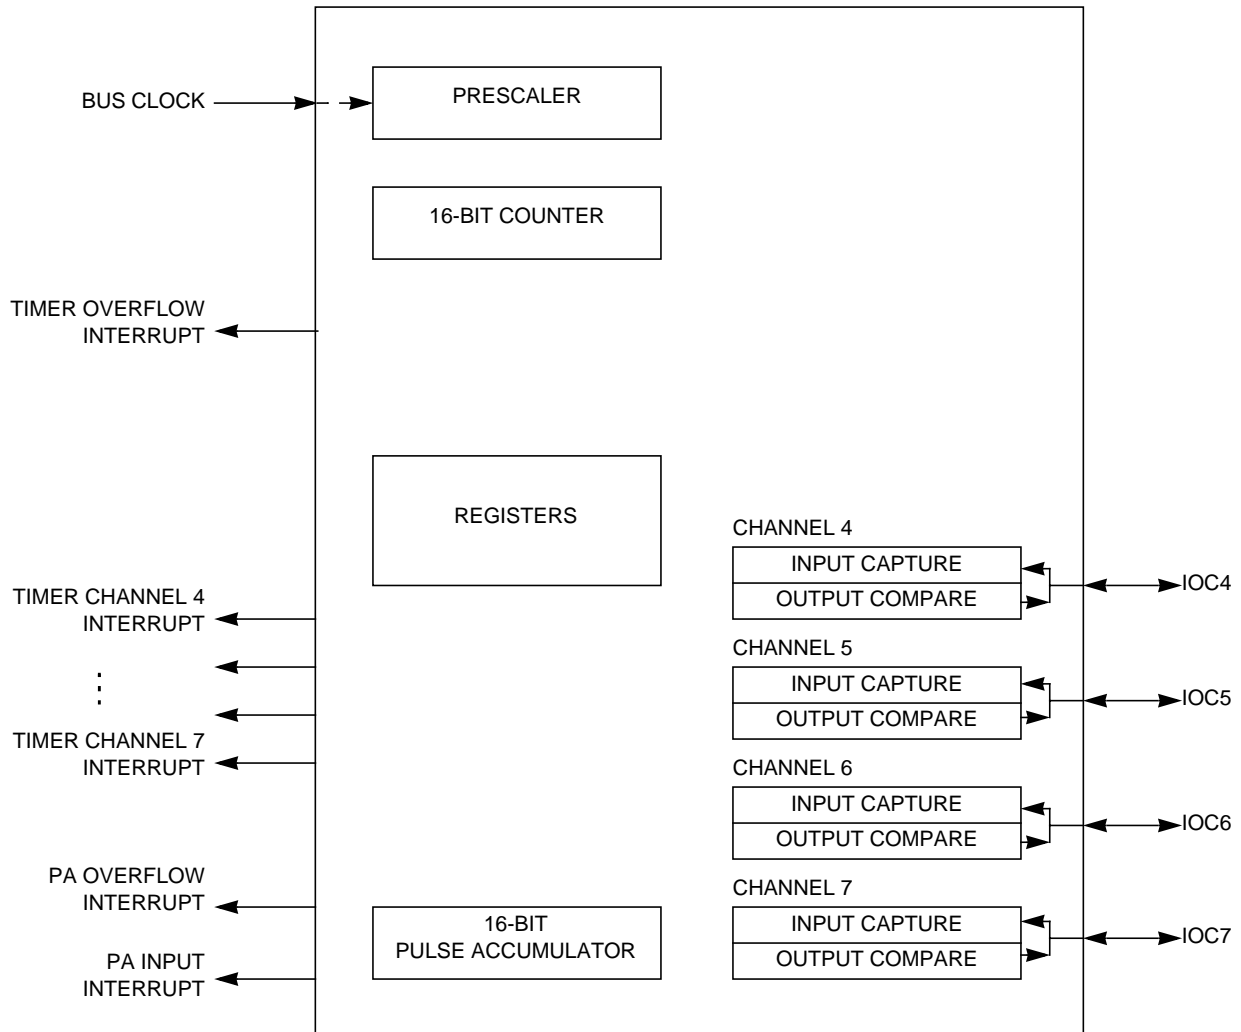 BUS CLOCK
PRESCALER
16-BIT COUNTER
TIMER OVERFLOW
INTERRUPT
REGISTERS
CHANNEL 4
INPUT CAPTURE
OUTPUT COMPARE
IOC4
TIMER CHANNEL 4
INTERRUPT
CHANNEL 5
INPUT CAPTURE
OUTPUT COMPARE
IOC5
TIMER CHANNEL 7
INTERRUPT
CHANNEL 6
INPUT CAPTURE
OUTPUT COMPARE
IOC6
PA OVERFLOW
INTERRUPT
16-BIT
PULSE ACCUMULATOR
CHANNEL 7
INPUT CAPTURE
OUTPUT COMPARE
IOC7
PA INPUT
INTERRUPT